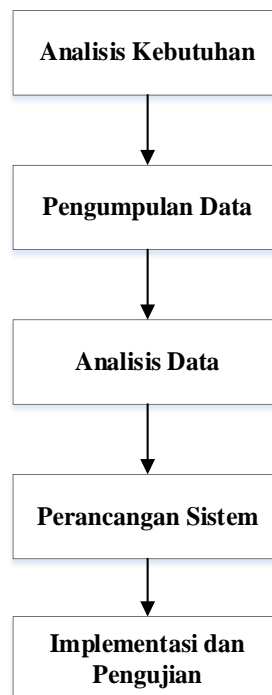 Analisis Kebutuhan
Pengumpulan Data
Analisis Data
Perancangan Sistem
Implementasi dan
Pengujian